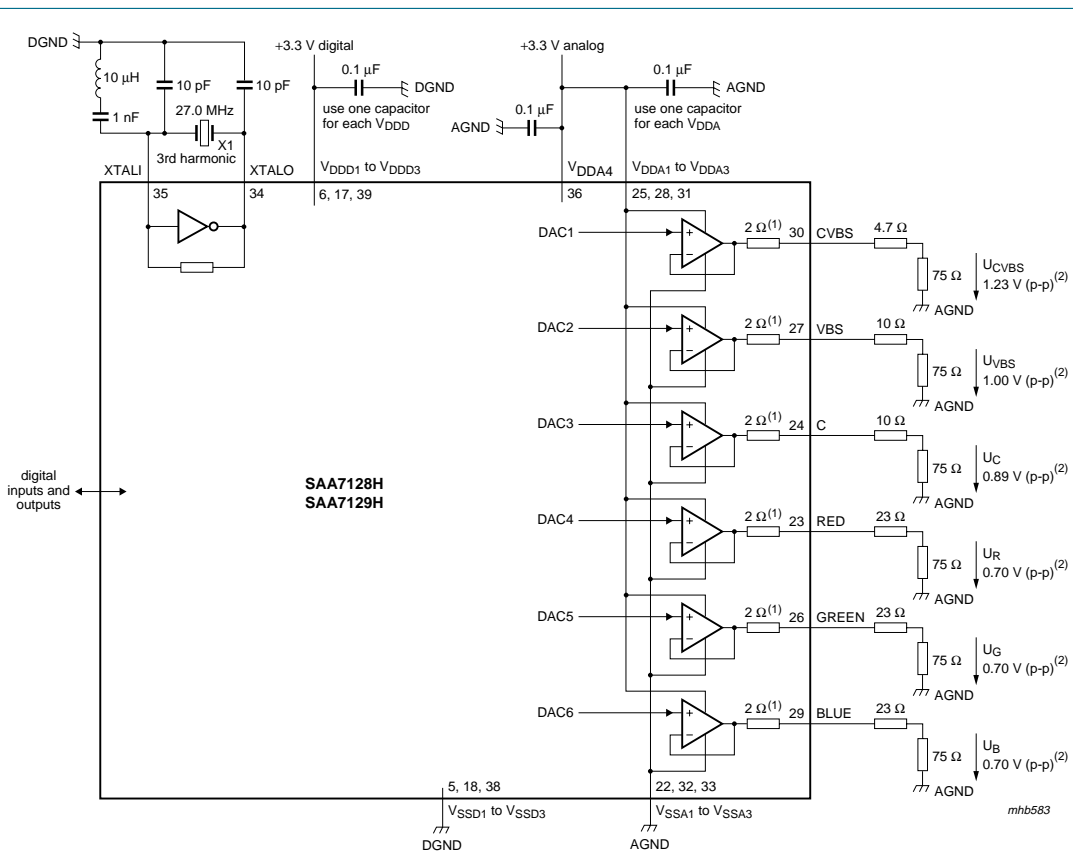 DGND
+3.3 V digital
+3.3 V analog
10 μH
10 pF
10 pF
0.1 μF
DGND
use one capacitor
for each VDDD
0.1 μF
AGND
use one capacitor
for each VDDA
0.1 μF
AGND
1 nF
27.0 MHz
X1
3rd harmonic
XTALI
XTALO
VDDD1 to VDDD3
VDDA4
VDDA1 to VDDA3
35
34
6, 17, 39
36
25, 28, 31
DAC1
+
−
2 Ω(1)
30
CVBS
4.7 Ω
75 Ω
UCVBS
1.23 V (p-p)(2)
AGND
DAC2
+
−
2 Ω(1)
27
VBS
10 Ω
75 Ω
UVBS
1.00 V (p-p)(2)
AGND
DAC3
+
−
2 Ω(1)
24
C
10 Ω
75 Ω
UC
0.89 V (p-p)(2)
AGND
digital
inputs and
outputs
SAA7128H
SAA7129H
DAC4
+
−
2 Ω(1)
23
RED
23 Ω
75 Ω
UR
0.70 V (p-p)(2)
AGND
DAC5
+
−
2 Ω(1)
26
GREEN
23 Ω
75 Ω
UG
0.70 V (p-p)(2)
AGND
DAC6
+
−
2 Ω(1)
29
BLUE
23 Ω
75 Ω
UB
0.70 V (p-p)(2)
AGND
5, 18, 38
22, 32, 33
VSSD1 to VSSD3
VSSA1 to VSSA3
DGND
AGND
mhb583